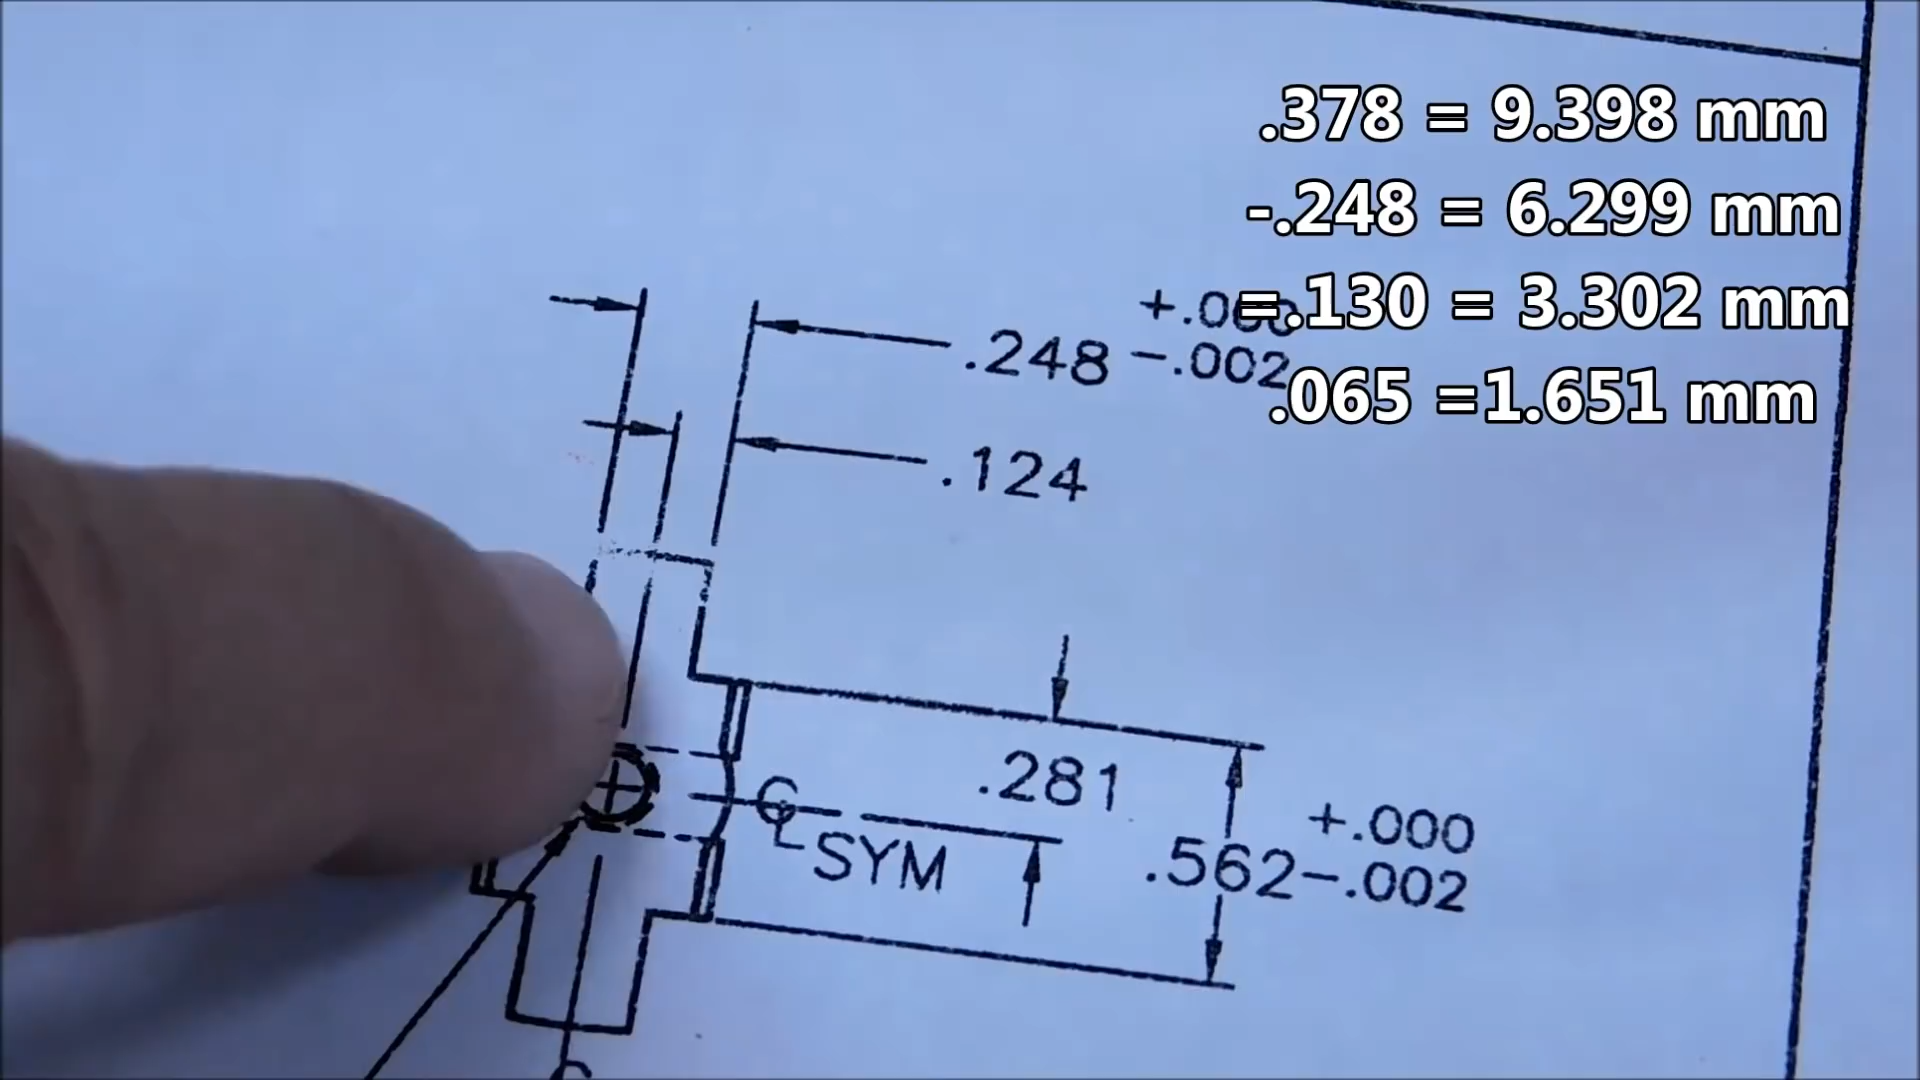 .378 = 9.398 mm
-.248 = 6.299 mm
=.130 = 3.302 mm
.065 =1.651 mm
+.000
.248 -.002
.124
.281
℄ SYM
+.000
.562-.002